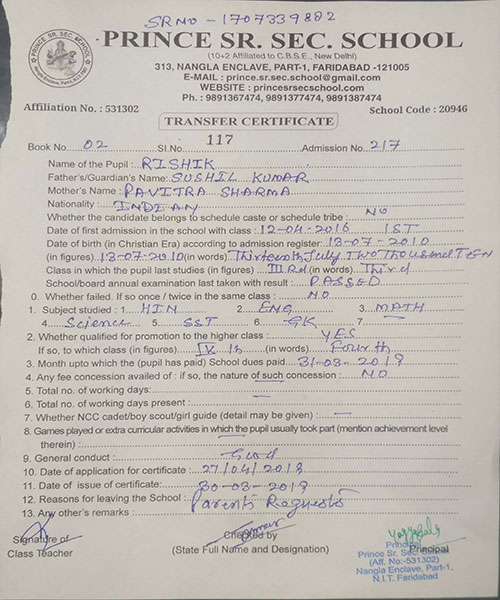 SRNO - 1707339882
PRINCE SR. SEC. SCHOOL
PRINCE SR. SEC. SCHOOL
(10+2 Affiliated to C.B.S.E., New Delhi)
313, NANGLA ENCLAVE, PART-1, FARIDABAD -121005
E-MAIL : prince.sr.sec.school@gmail.com
WEBSITE : princesrsecschool.com
Ph. : 9891367474, 9891377474, 9891387474
Affiliation No. : 531302 School Code : 20946
TRANSFER CERTIFICATE
Book No. 02 Sl.No. 117 Admission No. 217
Name of the Pupil : RISHIK
Father's/Guardian's Name: SUSHIL KUMAR
Mother's Name : PAVITRA SHARMA
Nationality : INDIAN
Whether the candidate belongs to schedule caste or schedule tribe : NO
Date of first admission in the school with class : 12-04-2016 IST
Date of birth (in Christian Era) according to admission register: 13-07-2010
(in figures) 13-07-2010 (in words) Thirteenth July Two Thousand TEN
Class in which the pupil last studies (in figures) III Rd (in words) Third
School/board annual examination last taken with result : PASSED
0. Whether failed. If so once / twice in the same class : NO
1. Subject studied : 1. HIN 2. ENG 3. MATH
4. Science 5. SST 6. GK 7. —
2. Whether qualified for promotion to the higher class : YES
If so, to which class (in figures) IV th (in words) Fourth
3. Month upto which the (pupil has paid) School dues paid 31-03-2019
4. Any fee concession availed of : if so, the nature of such concession : NO
5. Total no. of working days: —
6. Total no. of working days present : —
7. Whether NCC cadet/boy scout/girl guide (detail may be given) : —
8. Games played or extra curricular activities in which the pupil usually took part (mention achievement level
therein) : —
9. General conduct : Good
10. Date of application for certificate : 27/04/2019
11. Date of issue of certificate: 30-03-2019
12. Reasons for leaving the School : Parents Requests
13. Any other's remarks :
Signature of Checked by
Class Teacher (State Full Name and Designation) Principal
Principal
Prince Sr. Sec. School
(Aff. No:-531302)
Nangla Enclave, Part-1,
N.I.T. Faridabad